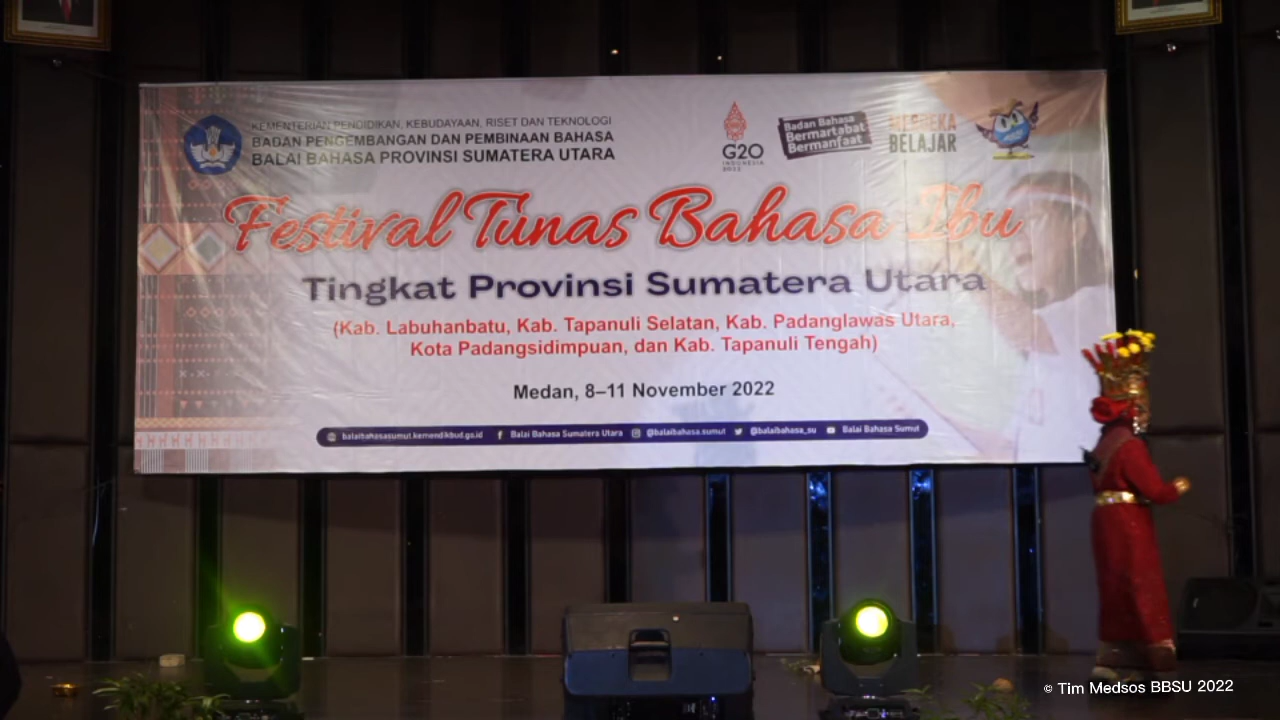 KEMENTERIAN PENDIDIKAN, KEBUDAYAAN, RISET DAN TEKNOLOGI
BADAN PENGEMBANGAN DAN PEMBINAAN BAHASA
BALAI BAHASA PROVINSI SUMATERA UTARA
G20
INDONESIA
2022
Badan Bahasa
Bermartabat
Bermanfaat
MERDEKA
BELAJAR
Festival Tunas Bahasa Ibu
Tingkat Provinsi Sumatera Utara
(Kab. Labuhanbatu, Kab. Tapanuli Selatan, Kab. Padanglawas Utara,
Kota Padangsidimpuan, dan Kab. Tapanuli Tengah)
Medan, 8–11 November 2022
balaibahasasumut.kemendikbud.go.id Balai Bahasa Sumatera Utara @balaibahasa.sumut @balaibahasa_su Balai Bahasa Sumut
© Tim Medsos BBSU 2022